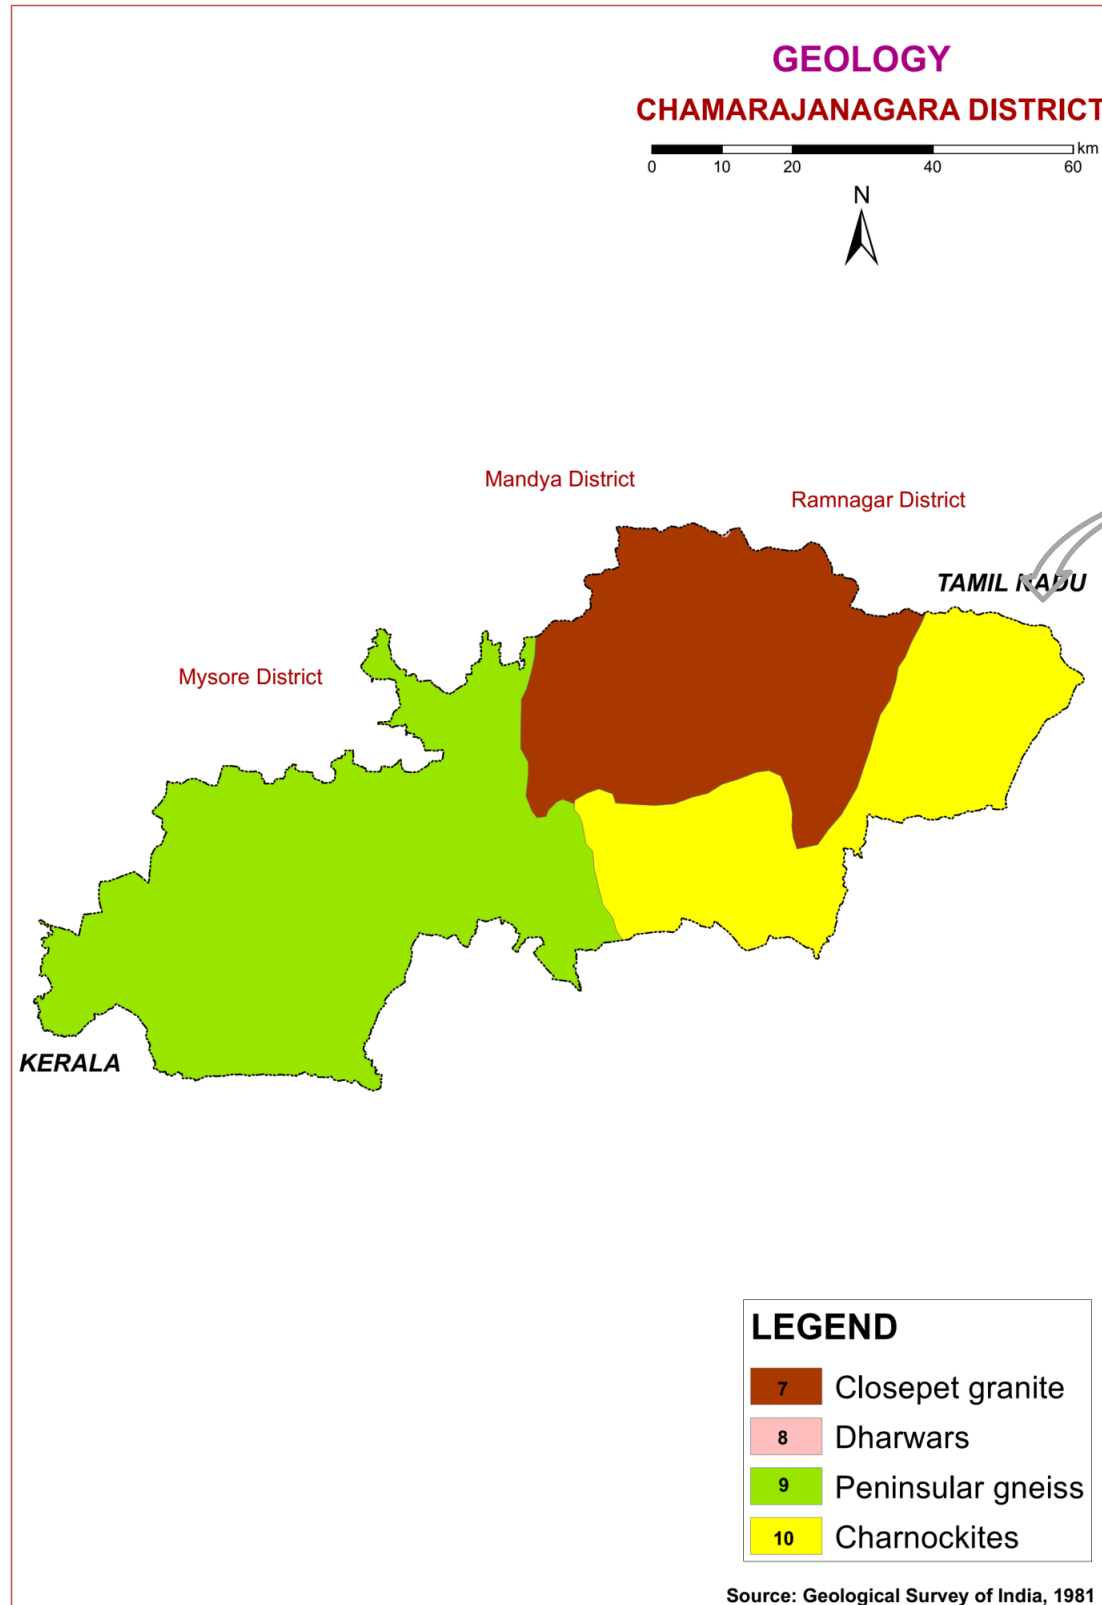 GEOLOGY
CHAMARAJANAGARA DISTRICT
km
0 10 20 40 60
N
Mandya District
Ramnagar District
TAMIL NADU
Mysore District
KERALA
LEGEND
7 Closepet granite
8 Dharwars
9 Peninsular gneiss
10 Charnockites
Source: Geological Survey of India, 1981